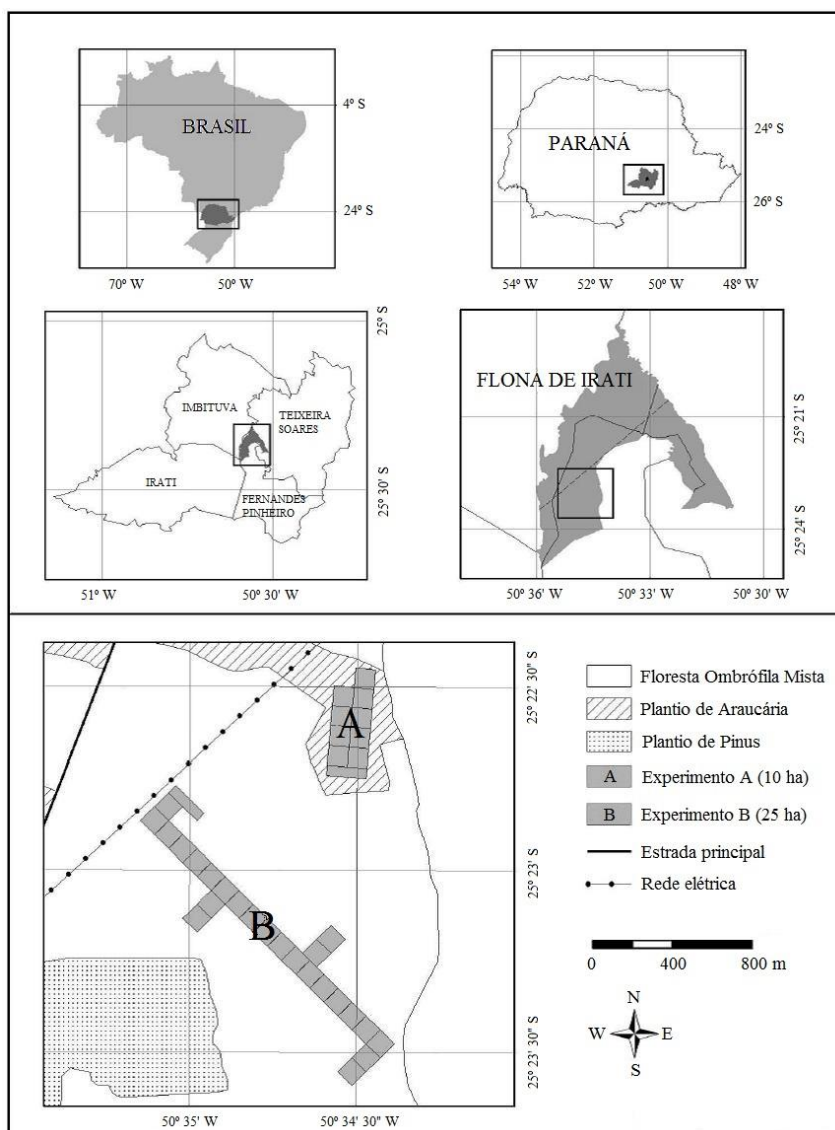 BRASIL
4º S
24º S
70º W
50º W
PARANÁ
24º S
26º S
54º W
52º W
50º W
48º W
IMBITUVA
TEIXEIRA
SOARES
IRATI
FERNANDES
PINHEIRO
25º S
25º 30' S
51º W
50º 30' W
FLONA DE IRATI
25º 21' S
25º 24' S
50º 36' W
50º 33' W
50º 30' W
A
B
25º 22' 30" S
25º 23' S
25º 23' 30" S
50º 35' W
50º 34' 30" W
Floresta Ombrófila Mista
Plantio de Araucária
Plantio de Pinus
A Experimento A (10 ha)
B Experimento B (25 ha)
Estrada principal
Rede elétrica
0 400 800 m
N
W E
S